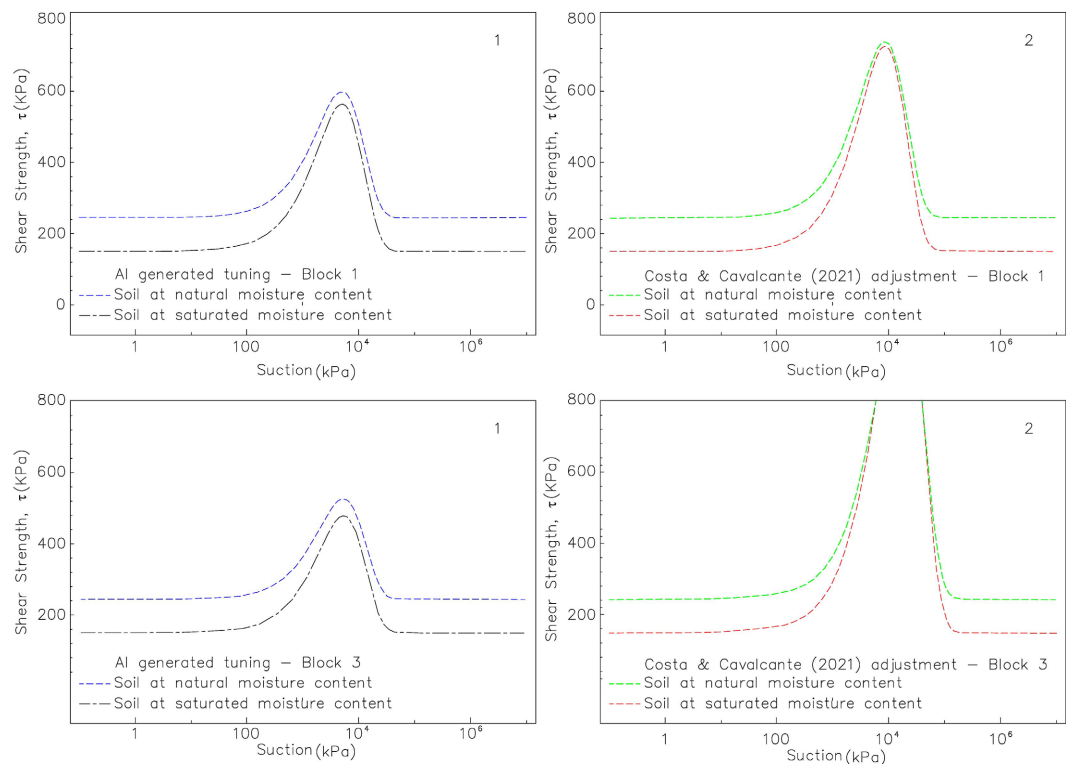 800
600
400
200
0
Shear Strength, τ(KPa)
1
AI generated tuning – Block 1
Soil at natural moisture content
Soil at saturated moisture content
1
100
10⁴
10⁶
Suction(kPa)
800
600
400
200
0
Shear Strength, τ(KPa)
2
Costa & Cavalcante (2021) adjustment – Block 1
Soil at natural moisture content
Soil at saturated moisture content
1
100
10⁴
10⁶
Suction(kPa)
800
600
400
200
Shear Strength, τ(KPa)
1
AI generated tuning – Block 3
Soil at natural moisture content
Soil at saturated moisture content
1
100
10⁴
10⁶
Suction(kPa)
800
600
400
200
Shear Strength, τ(KPa)
2
Costa & Cavalcante (2021) adjustment – Block 3
Soil at natural moisture content
Soil at saturated moisture content
1
100
10⁴
10⁶
Suction(kPa)